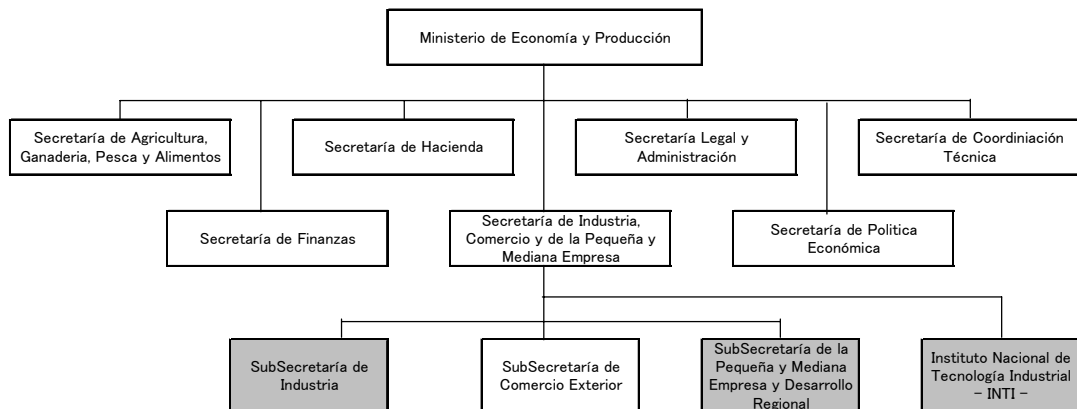 Ministerio de Economía y Producción
Secretaría de Agricultura,
Ganaderia, Pesca y Alimentos
Secretaría de Hacienda
Secretaría Legal y
Administración
Secretaría de Coordiniación
Técnica
Secretaría de Finanzas
Secretaría de Industria,
Comercio y de la Pequeña y
Mediana Empresa
Secretaría de Politica
Económica
SubSecretaría de
Industria
SubSecretaría de
Comercio Exterior
SubSecretaría de la
Pequeña y Mediana
Empresa y Desarrollo
Regional
Instituto Nacional de
Tecnología Industrial
- INTI -